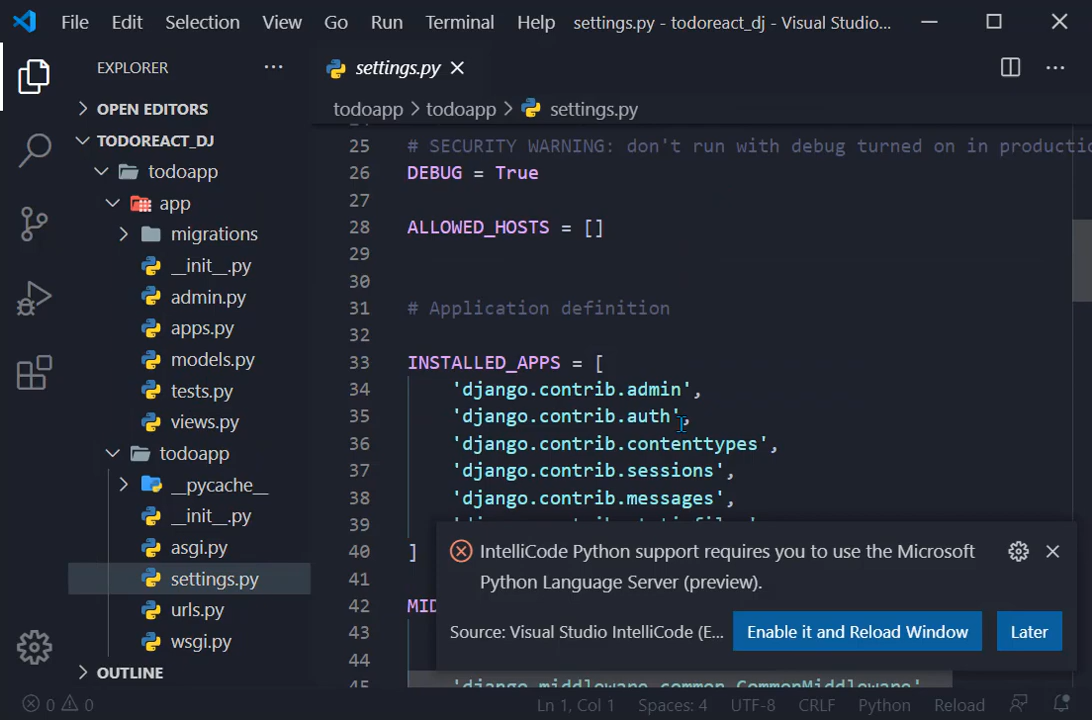 File Edit Selection View Go Run Terminal Help settings.py - todoreact_dj - Visual Studio...
EXPLORER
settings.py
OPEN EDITORS
todoapp todoapp settings.py
TODOREACT_DJ
todoapp
app
migrations
__init__.py
admin.py
apps.py
models.py
tests.py
views.py
todoapp
__pycache__
__init__.py
asgi.py
settings.py
urls.py
wsgi.py
OUTLINE
25 # SECURITY WARNING: don't run with debug turned on in productio
26 DEBUG = True
27
28 ALLOWED_HOSTS = []
29
30
31 # Application definition
32
33 INSTALLED_APPS = [
34 'django.contrib.admin',
35 'django.contrib.auth',
36 'django.contrib.contenttypes',
37 'django.contrib.sessions',
38 'django.contrib.messages',
39
40 ]
41
42 MID
43
44
45 'django.middleware.common.CommonMiddleware'
IntelliCode Python support requires you to use the Microsoft
Python Language Server (preview).
Source: Visual Studio IntelliCode (E...
Enable it and Reload Window
Later
0 0 Ln 1, Col 1 Spaces: 4 UTF-8 CRLF Python Reload